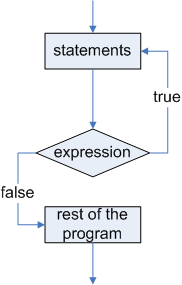 statements
true
expression
false
rest of the
program